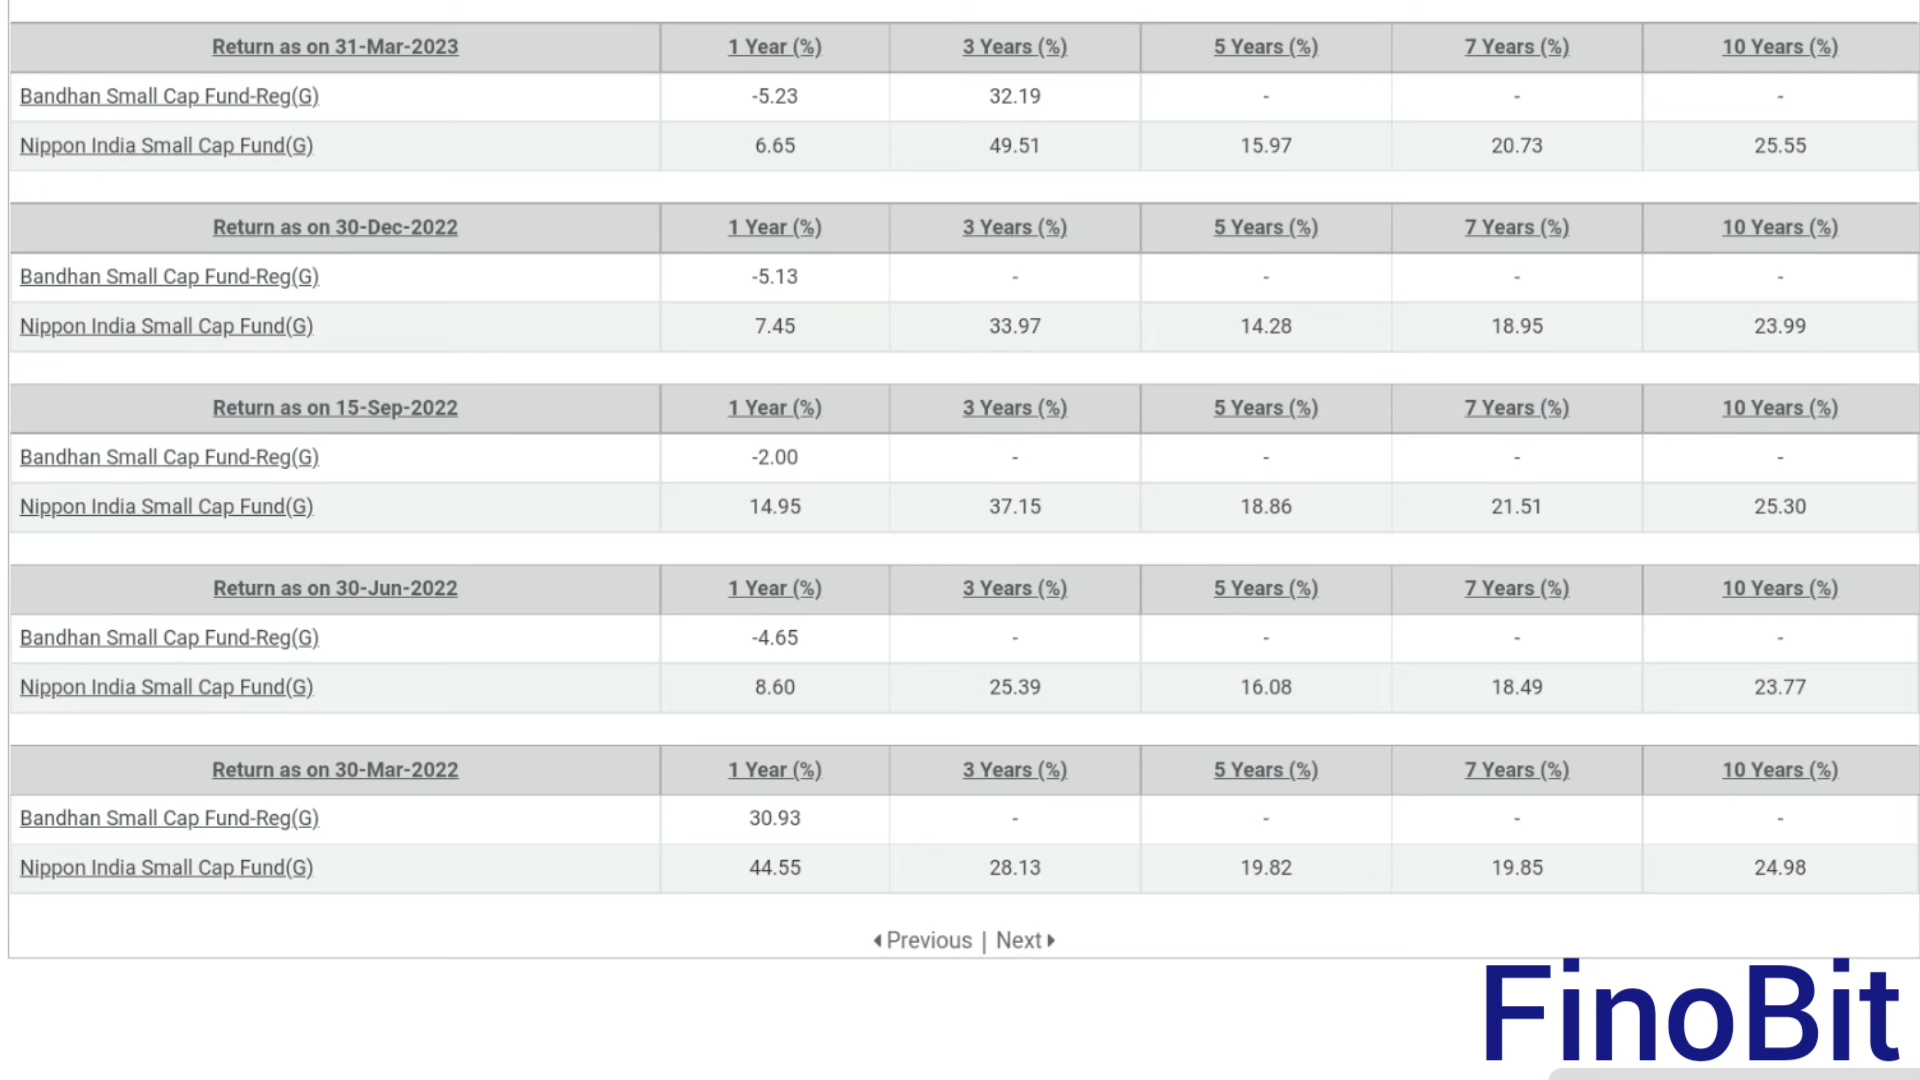 Return as on 31-Mar-2023 1 Year (%) 3 Years (%) 5 Years (%) 7 Years (%) 10 Years (%)
Bandhan Small Cap Fund-Reg(G) -5.23 32.19 - - -
Nippon India Small Cap Fund(G) 6.65 49.51 15.97 20.73 25.55
Return as on 30-Dec-2022 1 Year (%) 3 Years (%) 5 Years (%) 7 Years (%) 10 Years (%)
Bandhan Small Cap Fund-Reg(G) -5.13 - - - -
Nippon India Small Cap Fund(G) 7.45 33.97 14.28 18.95 23.99
Return as on 15-Sep-2022 1 Year (%) 3 Years (%) 5 Years (%) 7 Years (%) 10 Years (%)
Bandhan Small Cap Fund-Reg(G) -2.00 - - - -
Nippon India Small Cap Fund(G) 14.95 37.15 18.86 21.51 25.30
Return as on 30-Jun-2022 1 Year (%) 3 Years (%) 5 Years (%) 7 Years (%) 10 Years (%)
Bandhan Small Cap Fund-Reg(G) -4.65 - - - -
Nippon India Small Cap Fund(G) 8.60 25.39 16.08 18.49 23.77
Return as on 30-Mar-2022 1 Year (%) 3 Years (%) 5 Years (%) 7 Years (%) 10 Years (%)
Bandhan Small Cap Fund-Reg(G) 30.93 - - - -
Nippon India Small Cap Fund(G) 44.55 28.13 19.82 19.85 24.98
Previous | Next
FinoBit